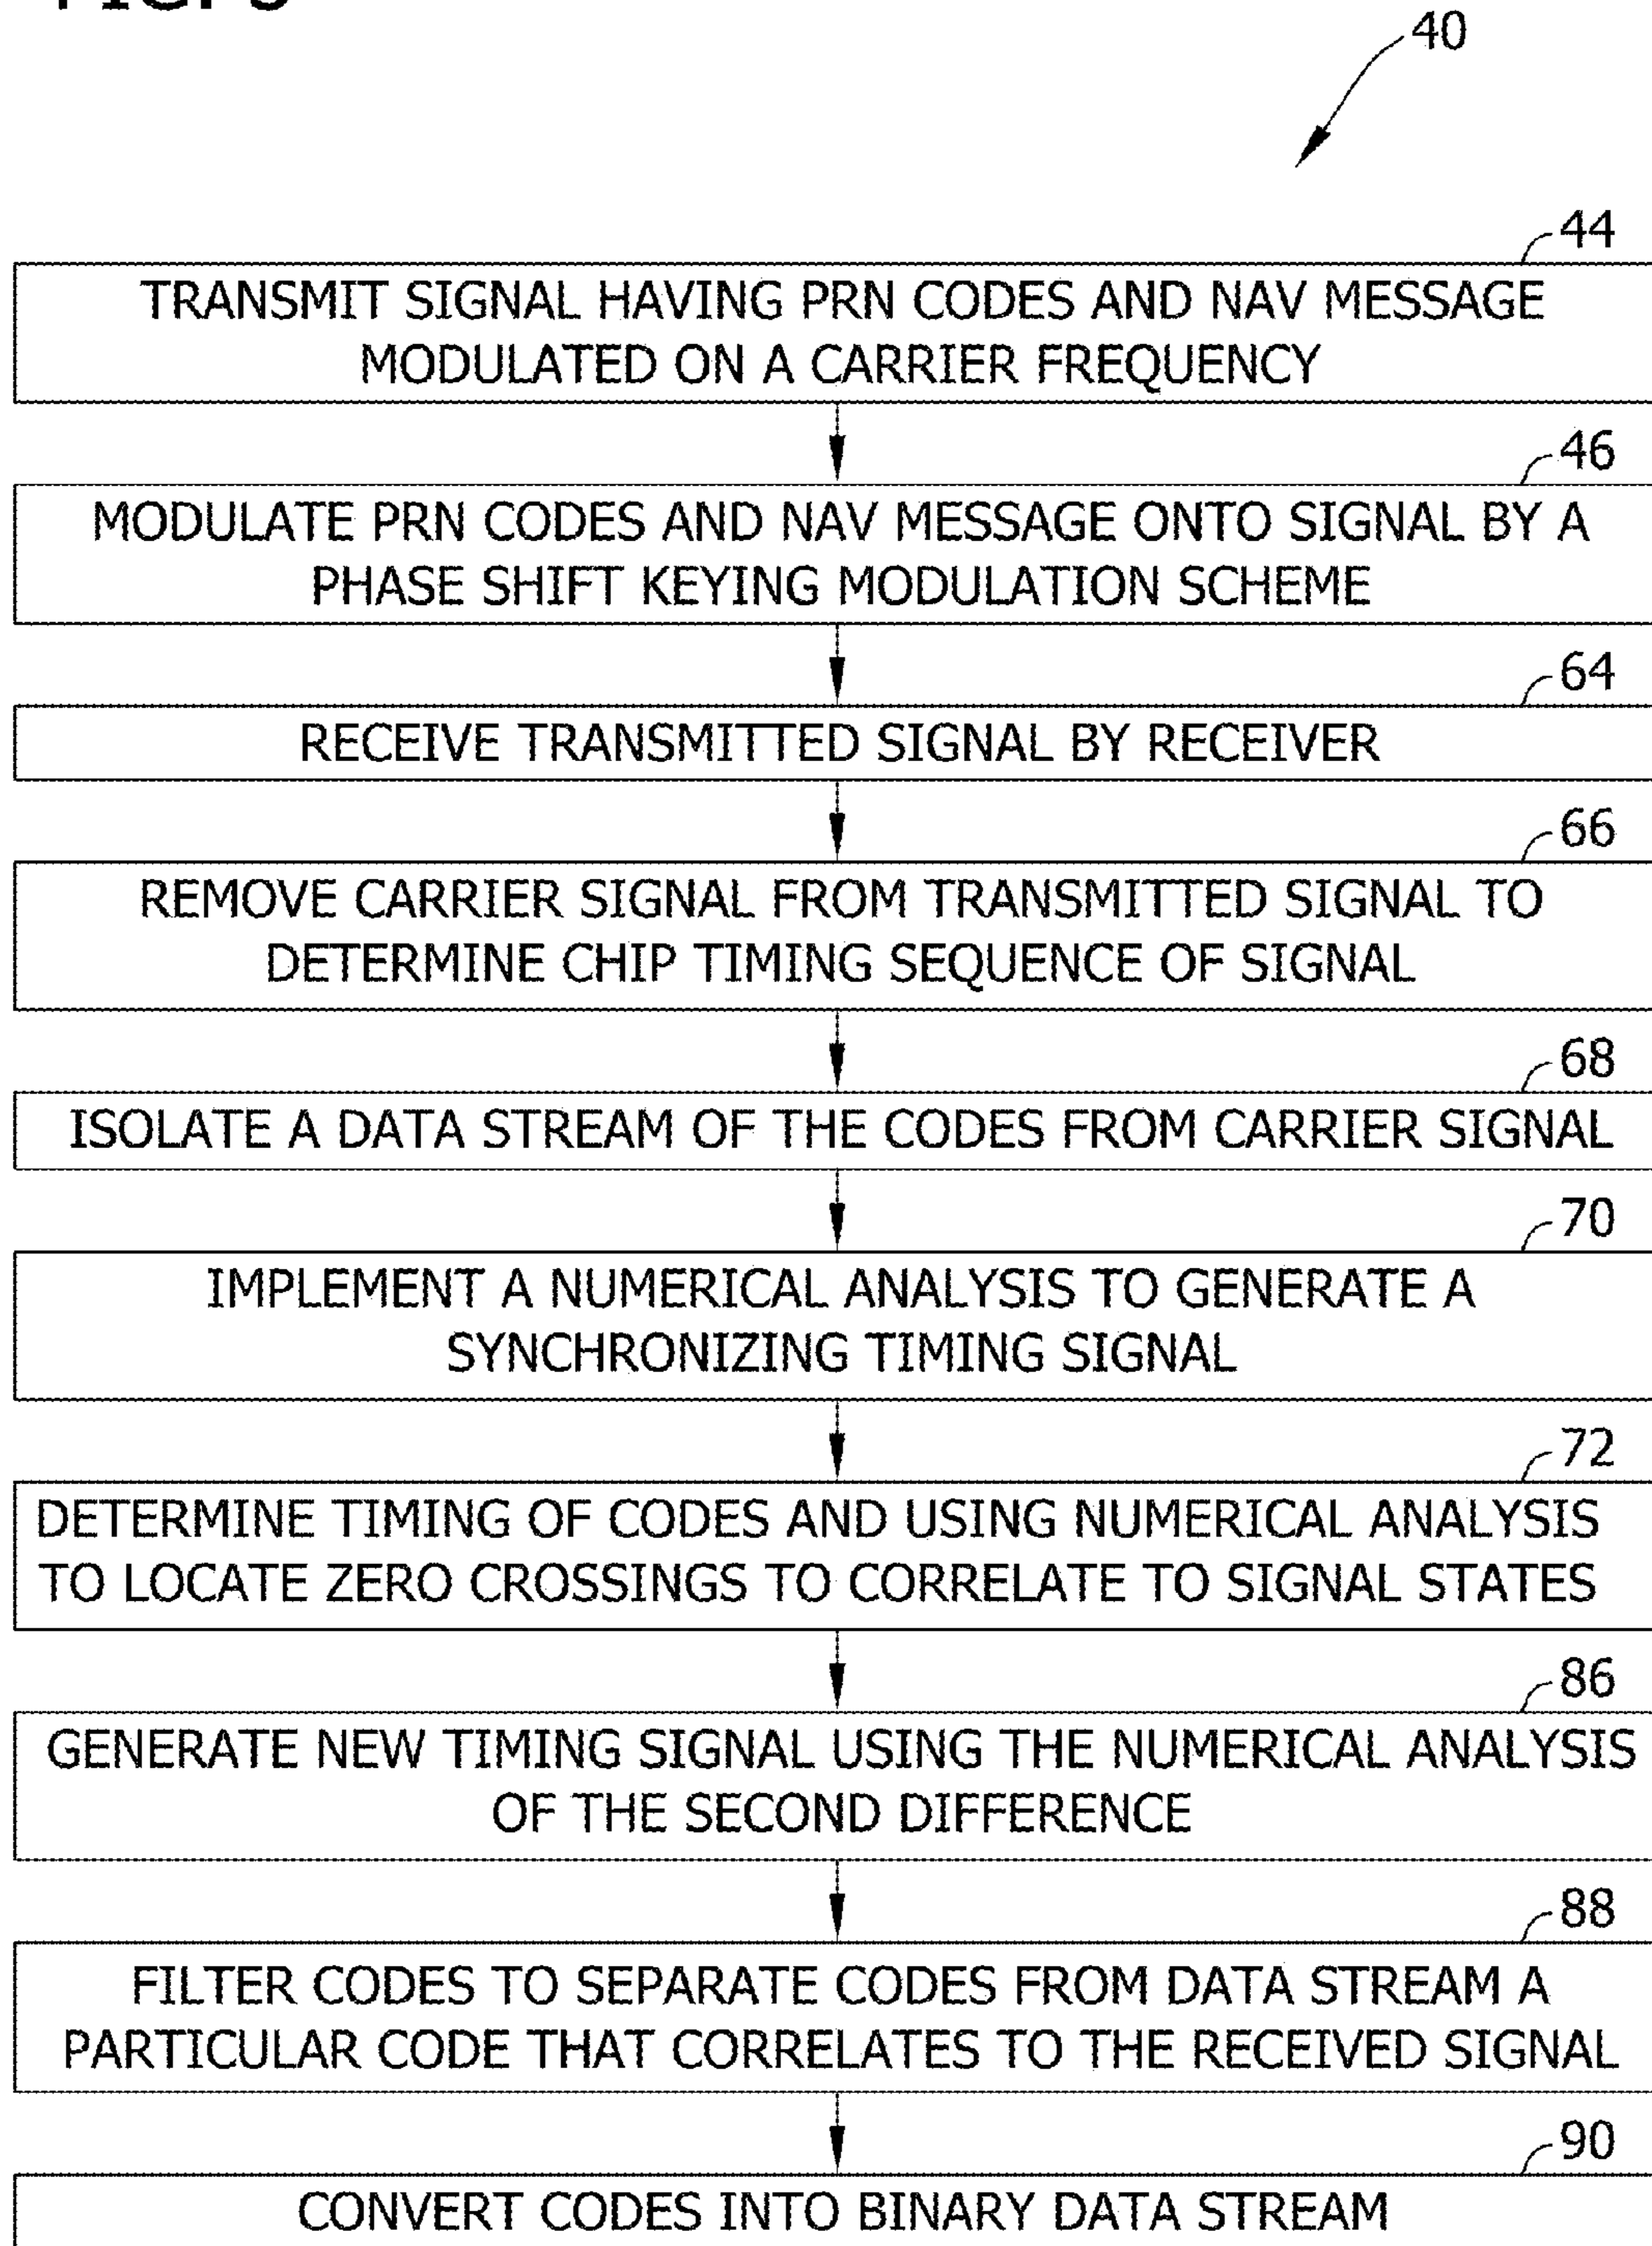 40
44
TRANSMIT SIGNAL HAVING PRN CODES AND NAV MESSAGE
MODULATED ON A CARRIER FREQUENCY
46
MODULATE PRN CODES AND NAV MESSAGE ONTO SIGNAL BY A
PHASE SHIFT KEYING MODULATION SCHEME
64
RECEIVE TRANSMITTED SIGNAL BY RECEIVER
66
REMOVE CARRIER SIGNAL FROM TRANSMITTED SIGNAL TO
DETERMINE CHIP TIMING SEQUENCE OF SIGNAL
68
ISOLATE A DATA STREAM OF THE CODES FROM CARRIER SIGNAL
70
IMPLEMENT A NUMERICAL ANALYSIS TO GENERATE A
SYNCHRONIZING TIMING SIGNAL
72
DETERMINE TIMING OF CODES AND USING NUMERICAL ANALYSIS
TO LOCATE ZERO CROSSINGS TO CORRELATE TO SIGNAL STATES
86
GENERATE NEW TIMING SIGNAL USING THE NUMERICAL ANALYSIS
OF THE SECOND DIFFERENCE
88
FILTER CODES TO SEPARATE CODES FROM DATA STREAM A
PARTICULAR CODE THAT CORRELATES TO THE RECEIVED SIGNAL
90
CONVERT CODES INTO BINARY DATA STREAM